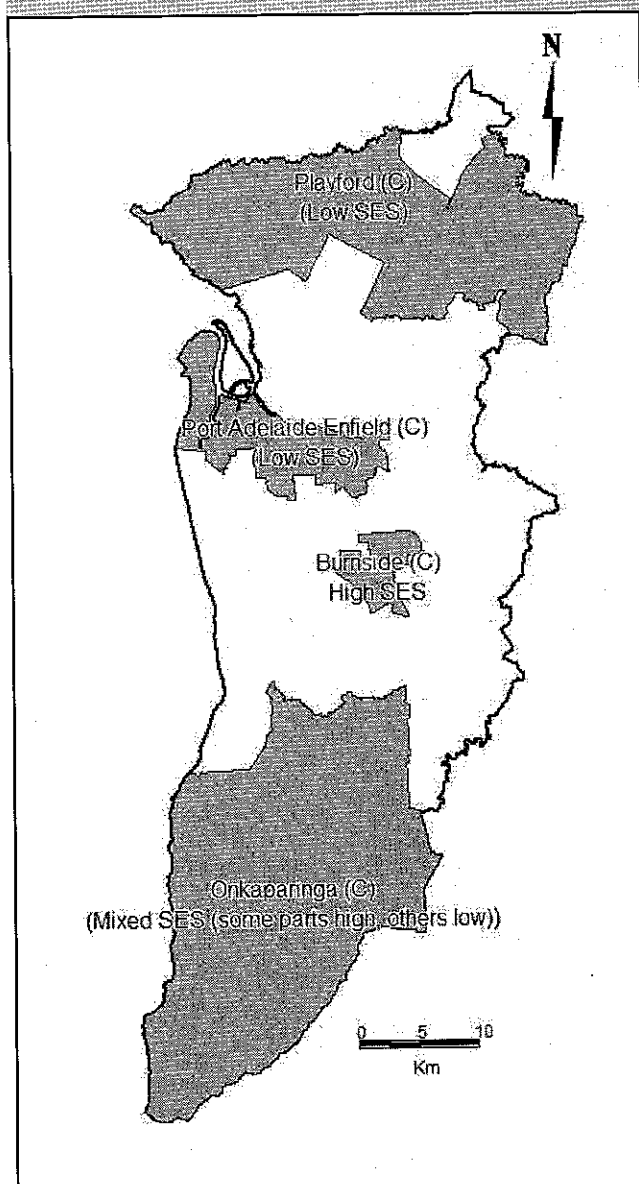 N
Playford (C)
(Low SES)
Port Adelaide Enfield (C)
(Low SES)
Burnside (C)
High SES
Onkaparinga (C)
(Mixed SES (some parts high, others low))
0 5 10
Km